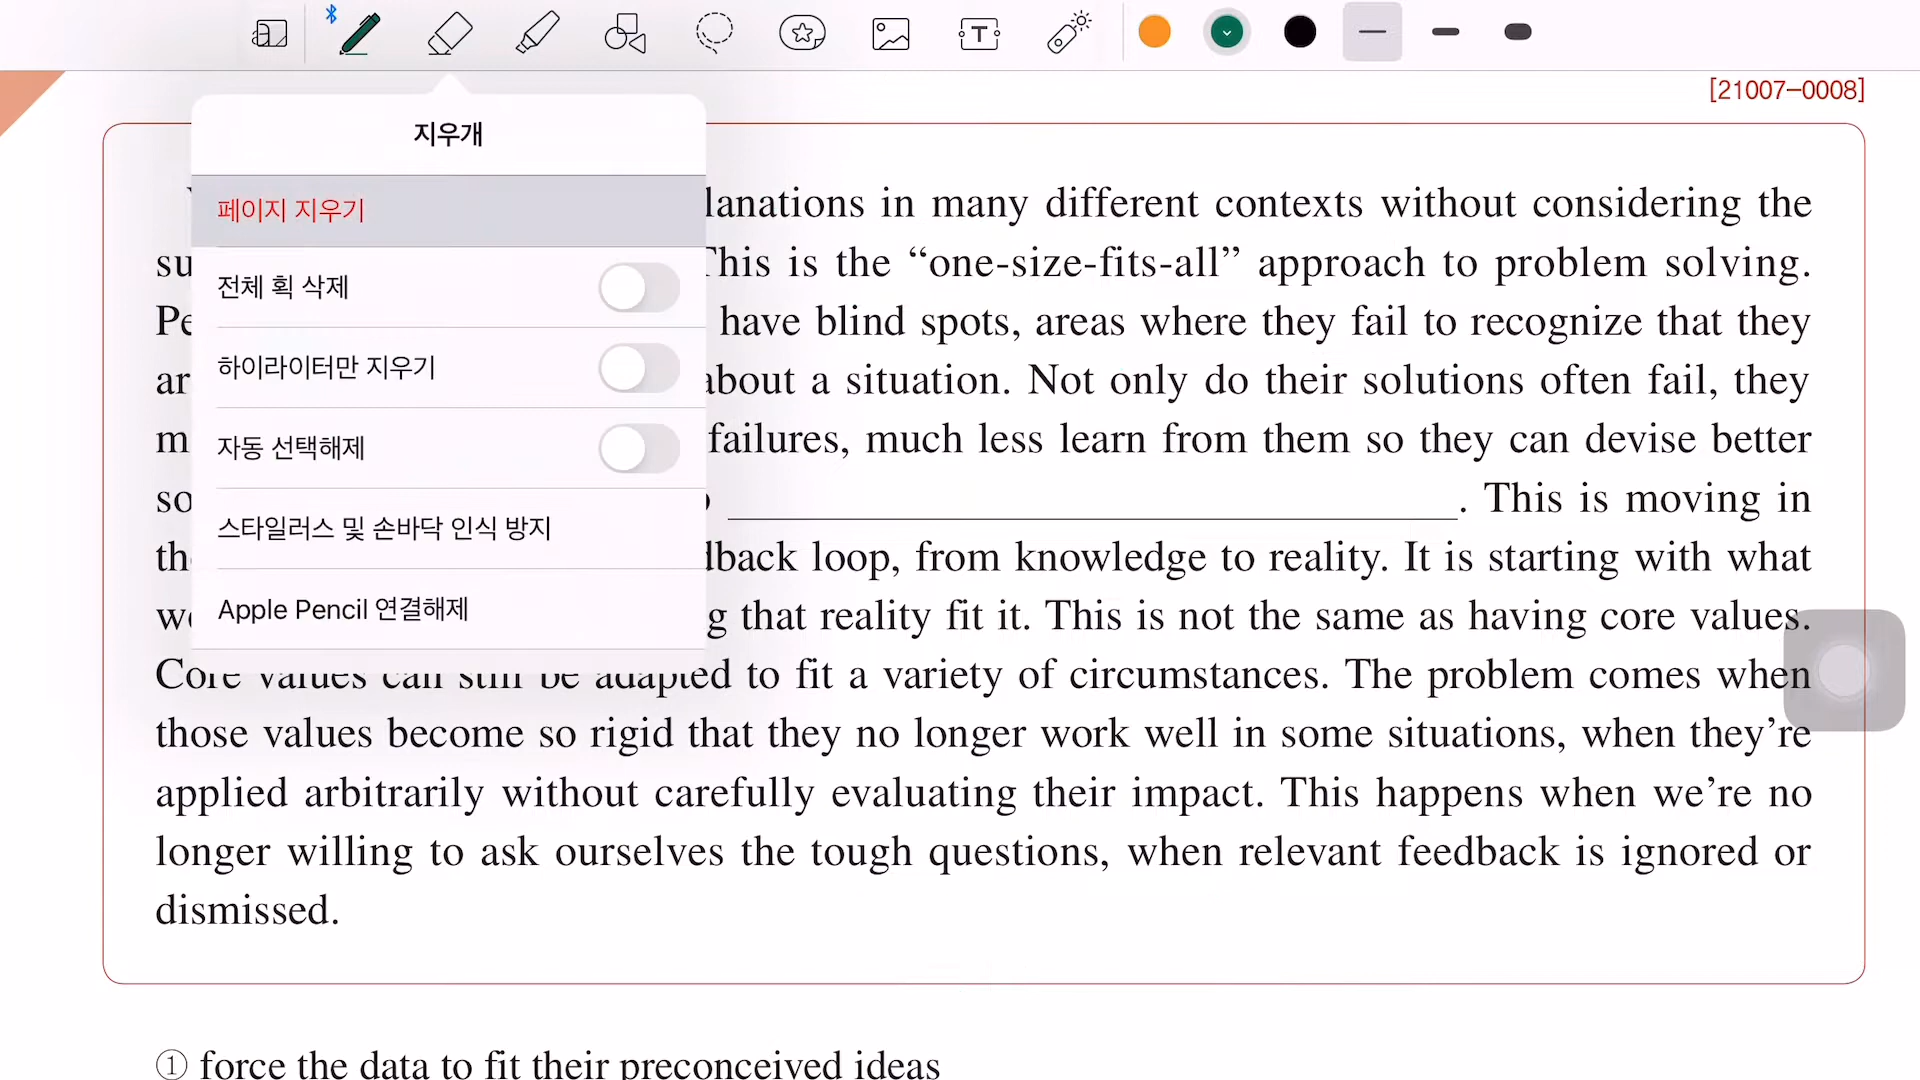 [21007-0008]
지우개
페이지 지우기
전체 획 삭제
하이라이터만 지우기
자동 선택해제
스타일러스 및 손바닥 인식 방지
Apple Pencil 연결해제
in many different contexts without considering the
This is the “one-size-fits-all” approach to problem solving.
have blind spots, areas where they fail to recognize that they
about a situation. Not only do their solutions often fail, they
failures, much less learn from them so they can devise better
. This is moving in
loop, from knowledge to reality. It is starting with what
that reality fit it. This is not the same as having core values.
Core values can still be adapted to fit a variety of circumstances. The problem comes when
those values become so rigid that they no longer work well in some situations, when they’re
applied arbitrarily without carefully evaluating their impact. This happens when we’re no
longer willing to ask ourselves the tough questions, when relevant feedback is ignored or
dismissed.
① force the data to fit their preconceived ideas